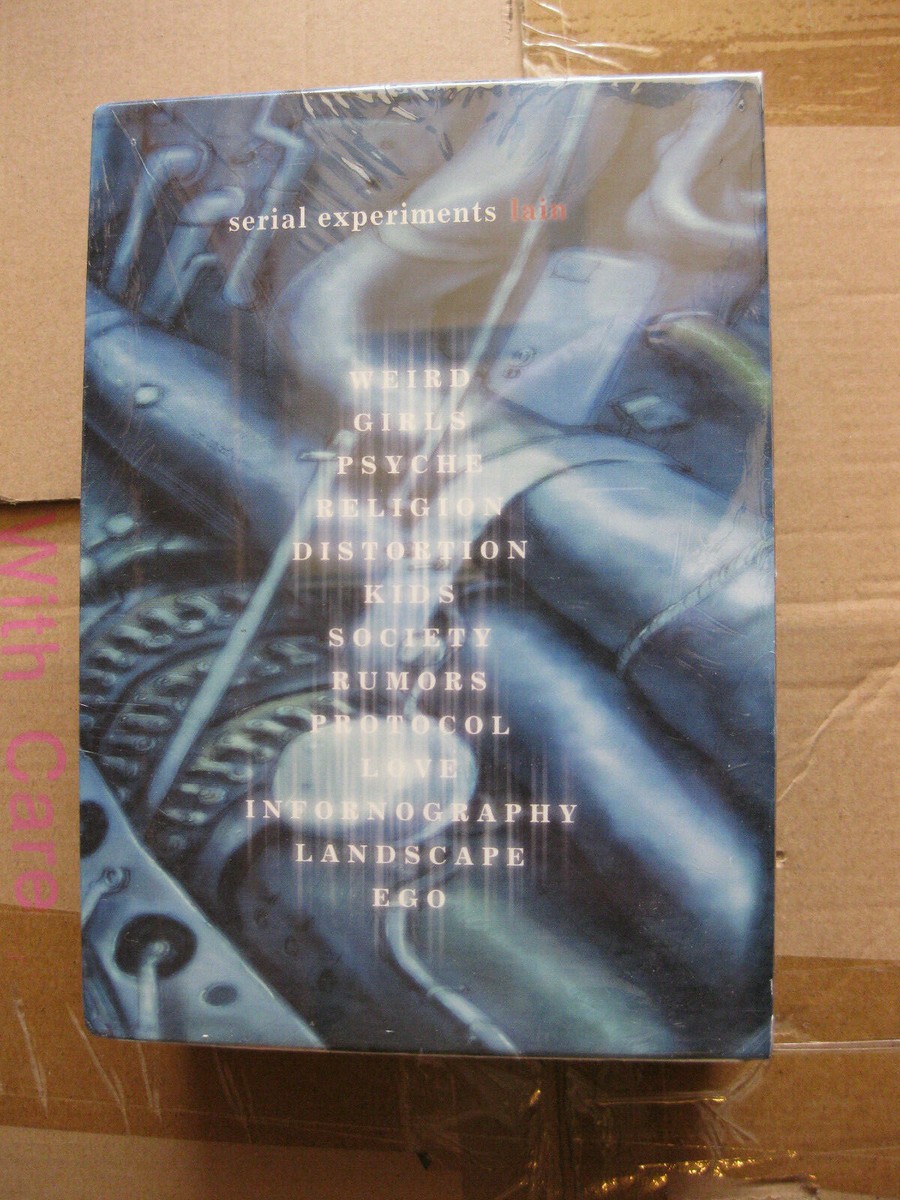 serial experiments lain
WEIRD
GIRLS
PSYCHE
RELIGION
DISTORTION
KIDS
SOCIETY
RUMORS
PROTOCOL
LOVE
INFORNOGRAPHY
LANDSCAPE
EGO
With Care